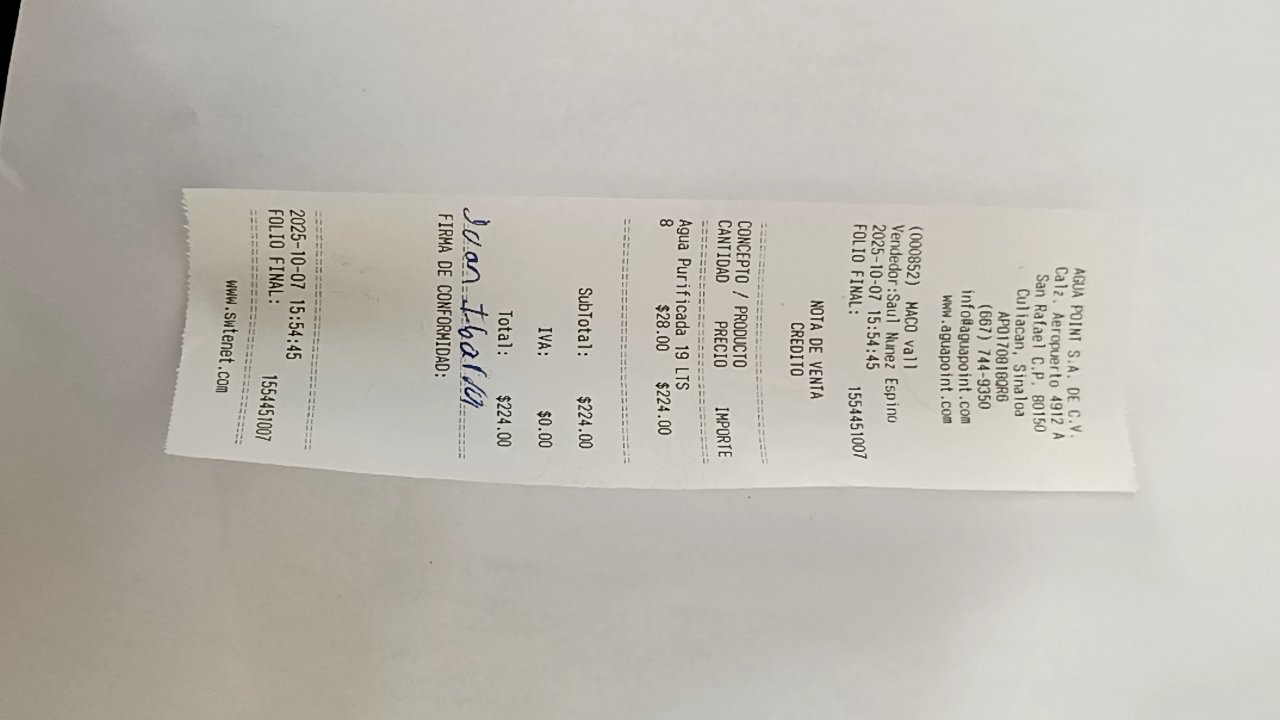 AGUA POINT S.A. DE C.V.
Calz. Aeropuerto 4912 A
San Rafael C.P. 80150
Culiacan, Sinaloa
APO170818QR6
(667) 744-9350
info@aguapoint.com
www.aguapoint.com
(000852) MACO vall
Vendedor:Saul Nunez Espino
2025-10-07 15:54:45
FOLIO FINAL: 1554451007
NOTA DE VENTA
CREDITO
CONCEPTO / PRODUCTO
CANTIDAD PRECIO IMPORTE
Agua Purificada 19 LTS
8 $28.00 $224.00
SubTotal: $224.00
IVA: $0.00
Total: $224.00
Juan Ibarra
FIRMA DE CONFORMIDAD:
2025-10-07 15:54:45
FOLIO FINAL: 1554451007
www.swtenet.com